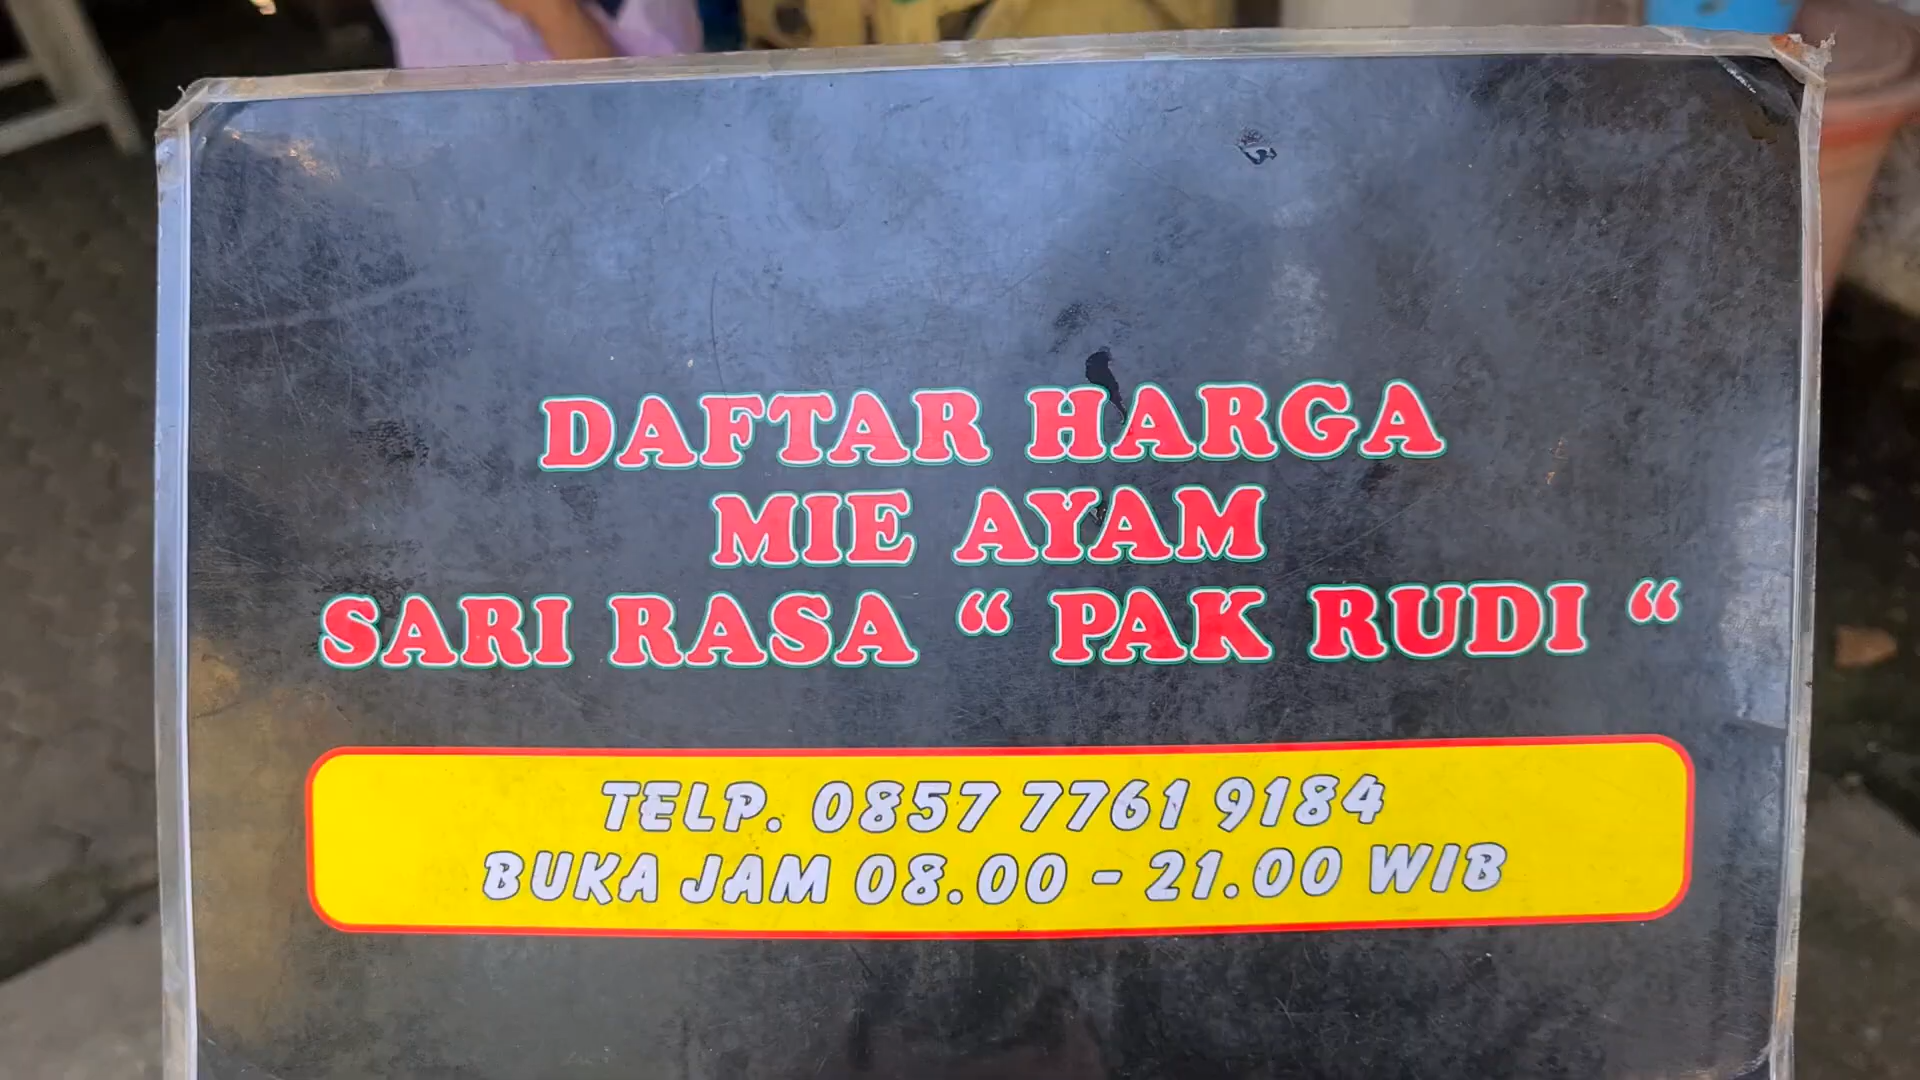 DAFTAR HARGA
MIE AYAM
SARI RASA “ PAK RUDI “
TELP. 0857 7761 9184
BUKA JAM 08.00 - 21.00 WIB